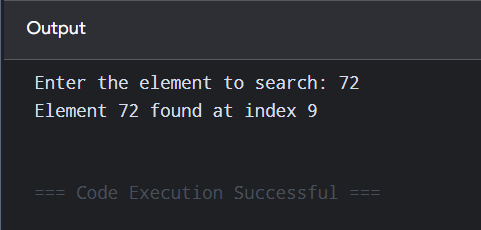 Output
Enter the element to search: 72
Element 72 found at index 9
=== Code Execution Successful ===